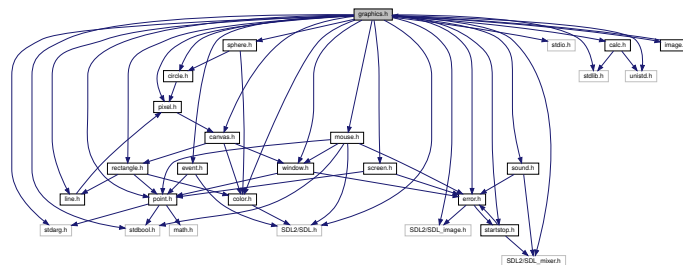 graphics.h
sphere.h
stdio.h
calc.h
image.
circle.h
stdlib.h
unistd.h
pixel.h
canvas.h
mouse.h
rectangle.h
event.h
window.h
screen.h
sound.h
line.h
point.h
color.h
error.h
stdarg.h
stdbool.h
math.h
SDL2/SDL.h
SDL2/SDL_image.h
startstop.h
SDL2/SDL_mixer.h